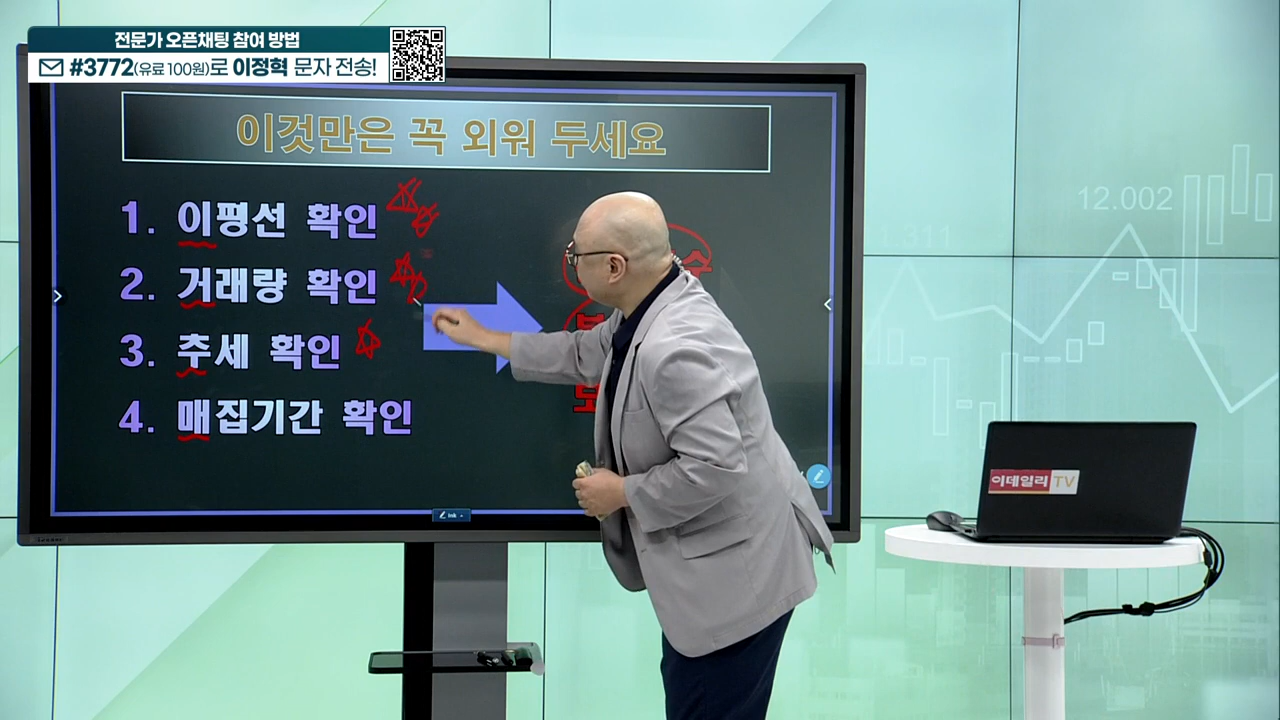 전문가 오픈채팅 참여 방법
#3772(유료 100원)로 이정혁 문자 전송!
이것만은 꼭 외워 두세요
1. 이평선 확인
2. 거래량 확인
3. 추세 확인
4. 매집기간 확인
12.002
이데일리 TV
Ink